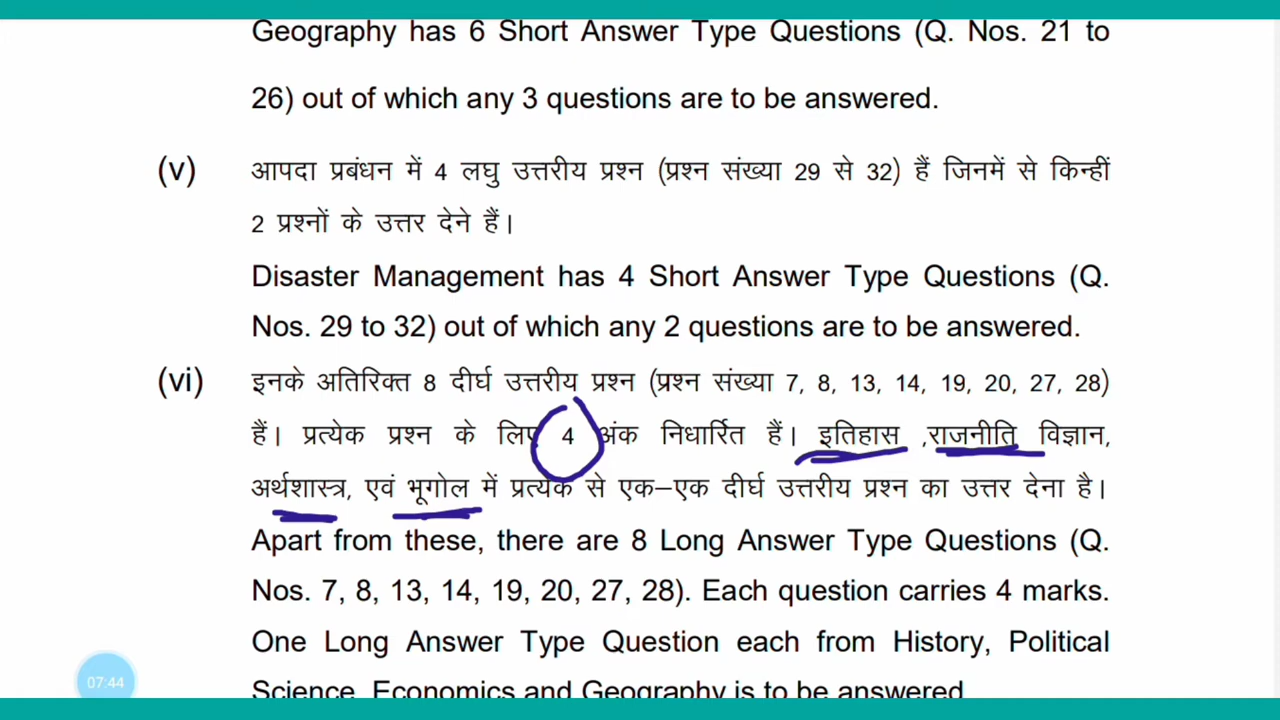 Geography has 6 Short Answer Type Questions (Q. Nos. 21 to
26) out of which any 3 questions are to be answered.
(v) आपदा प्रबंधन में 4 लघु उत्तरीय प्रश्न (प्रश्न संख्या 29 से 32) हैं जिनमें से किन्हीं
2 प्रश्नों के उत्तर देने हैं।
Disaster Management has 4 Short Answer Type Questions (Q.
Nos. 29 to 32) out of which any 2 questions are to be answered.
(vi) इनके अतिरिक्त 8 दीर्घ उत्तरीय प्रश्न (प्रश्न संख्या 7, 8, 13, 14, 19, 20, 27, 28)
हैं। प्रत्येक प्रश्न के लिए 4 अंक निर्धारित हैं। इतिहास ,राजनीति विज्ञान,
अर्थशास्त्र, एवं भूगोल में प्रत्येक से एक–एक दीर्घ उत्तरीय प्रश्न का उत्तर देना है।
Apart from these, there are 8 Long Answer Type Questions (Q.
Nos. 7, 8, 13, 14, 19, 20, 27, 28). Each question carries 4 marks.
One Long Answer Type Question each from History, Political
Science, Economics and Geography is to be answered
07:44